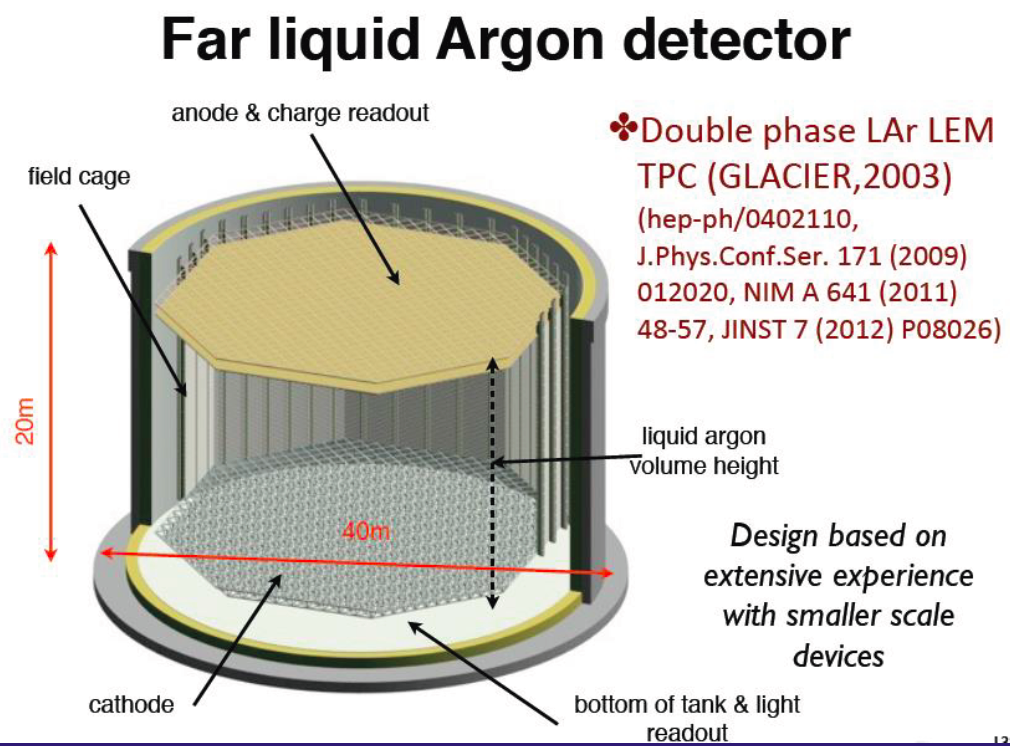 Far liquid Argon detector
anode & charge readout
field cage
20m
40m
cathode
bottom of tank & light
readout
liquid argon
volume height
✤Double phase LAr LEM
TPC (GLACIER,2003)
(hep-ph/0402110,
J.Phys.Conf.Ser. 171 (2009)
012020, NIM A 641 (2011)
48-57, JINST 7 (2012) P08026)
Design based on
extensive experience
with smaller scale
devices